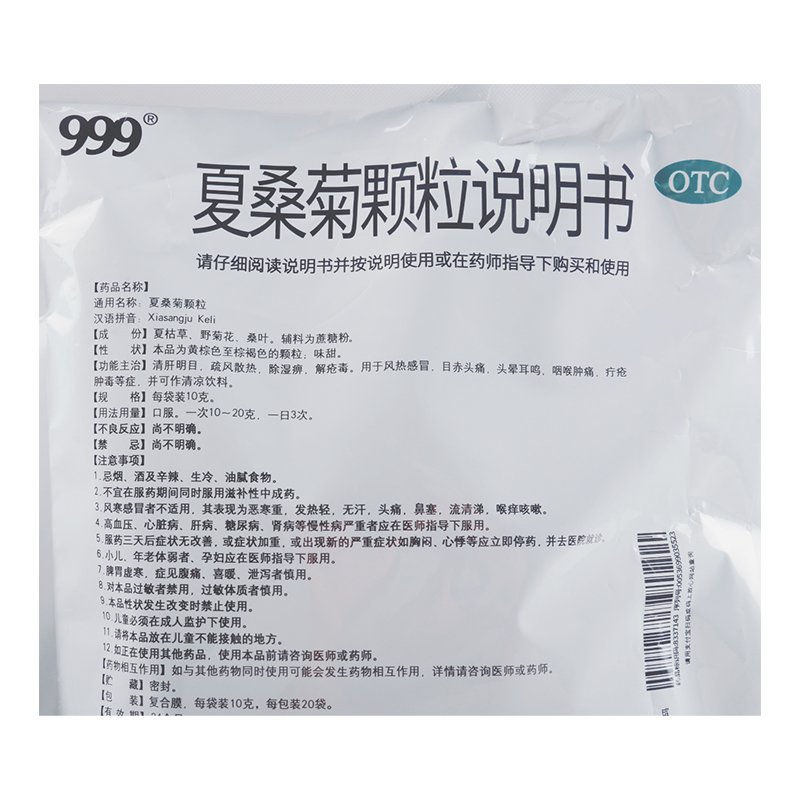 999®
夏桑菊颗粒说明书
OTC
请仔细阅读说明书并按说明使用或在药师指导下购买和使用
【药品名称】
通用名称：夏桑菊颗粒
汉语拼音：Xiasangju Keli
【成　份】夏枯草、野菊花、桑叶。辅料为蔗糖粉。
【性　状】本品为黄棕色至棕褐色的颗粒；味甜。
【功能主治】清肝明目，疏风散热，除湿痹，解疮毒。用于风热感冒，目赤头痛，头晕耳鸣，咽喉肿痛，疔疮
肿毒等症，并可作清凉饮料。
【规　格】每袋装10克。
【用法用量】口服。一次10～20克，一日3次。
【不良反应】尚不明确。
【禁　忌】尚不明确。
【注意事项】
1.忌烟、酒及辛辣、生冷、油腻食物。
2.不宜在服药期间同时服用滋补性中成药。
3.风寒感冒者不适用，其表现为恶寒重，发热轻，无汗，头痛，鼻塞，流清涕，喉痒咳嗽。
4.高血压、心脏病、肝病、糖尿病、肾病等慢性病严重者应在医师指导下服用。
5.服药三天后症状无改善，或症状加重，或出现新的严重症状如胸闷、心悸等应立即停药，并去医院就诊。
6.小儿、年老体弱者、孕妇应在医师指导下服用。
7.脾胃虚寒，症见腹痛、喜暖、泄泻者慎用。
8.对本品过敏者禁用，过敏体质者慎用。
9.本品性状发生改变时禁止使用。
10.儿童必须在成人监护下使用。
11.请将本品放在儿童不能接触的地方。
12.如正在使用其他药品，使用本品前请咨询医师或药师。
【药物相互作用】如与其他药物同时使用可能会发生药物相互作用，详情请咨询医师或药师。
【贮　藏】密封。
【包　装】复合膜，每袋装10克，每包装20袋。